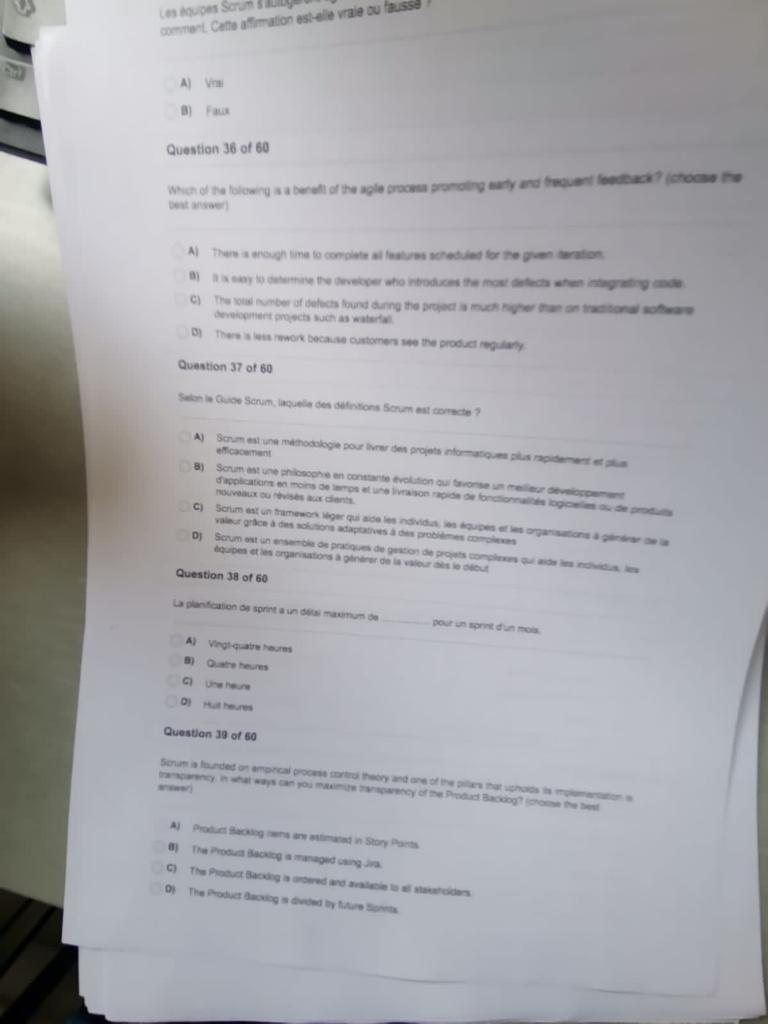 Les équipes Scrum
comment. Cette affirmation est-elle vraie ou fausse ?
A) Vrai
B) Faux
Question 36 of 60
Which of the following is a benefit of the agile process promoting early and frequent feedback? (choose the
best answer)
A) There is enough time to complete all features scheduled for the given iteration.
B) It is easy to determine the developer who introduces the most defects when integrating code.
C) The total number of defects found during the project is much higher than on traditional software
development projects such as waterfall.
D) There is less rework because customers see the product regularly.
Question 37 of 60
Selon le Guide Scrum, laquelle des définitions Scrum est correcte ?
A) Scrum est une méthodologie pour livrer des projets informatiques plus rapidement et plus
efficacement
B) Scrum est une philosophie en constante évolution qui favorise un meilleur développement
d'applications en moins de temps et une livraison rapide de fonctionnalités logicielles ou de produits
nouveaux ou révisés aux clients.
C) Scrum est un framework léger qui aide les individus, les équipes et les organisations à générer de la
valeur grâce à des solutions adaptatives à des problèmes complexes
D) Scrum est un ensemble de pratiques de gestion de projets complexes qui aide les individus, les
équipes et les organisations à générer de la valeur dès le début
Question 38 of 60
La planification de sprint a un délai maximum de .............. pour un sprint d'un mois.
A) Vingt-quatre heures
B) Quatre heures
C) Une heure
D) Huit heures
Question 39 of 60
Scrum is founded on empirical process control theory and one of the pillars that upholds its implementation is
transparency. In what ways can you maximize transparency of the Product Backlog? (choose the best
answer)
A) Product Backlog items are estimated in Story Points.
B) The Product Backlog is managed using Jira.
C) The Product Backlog is ordered and available to all stakeholders.
D) The Product Backlog is divided by future Sprints.